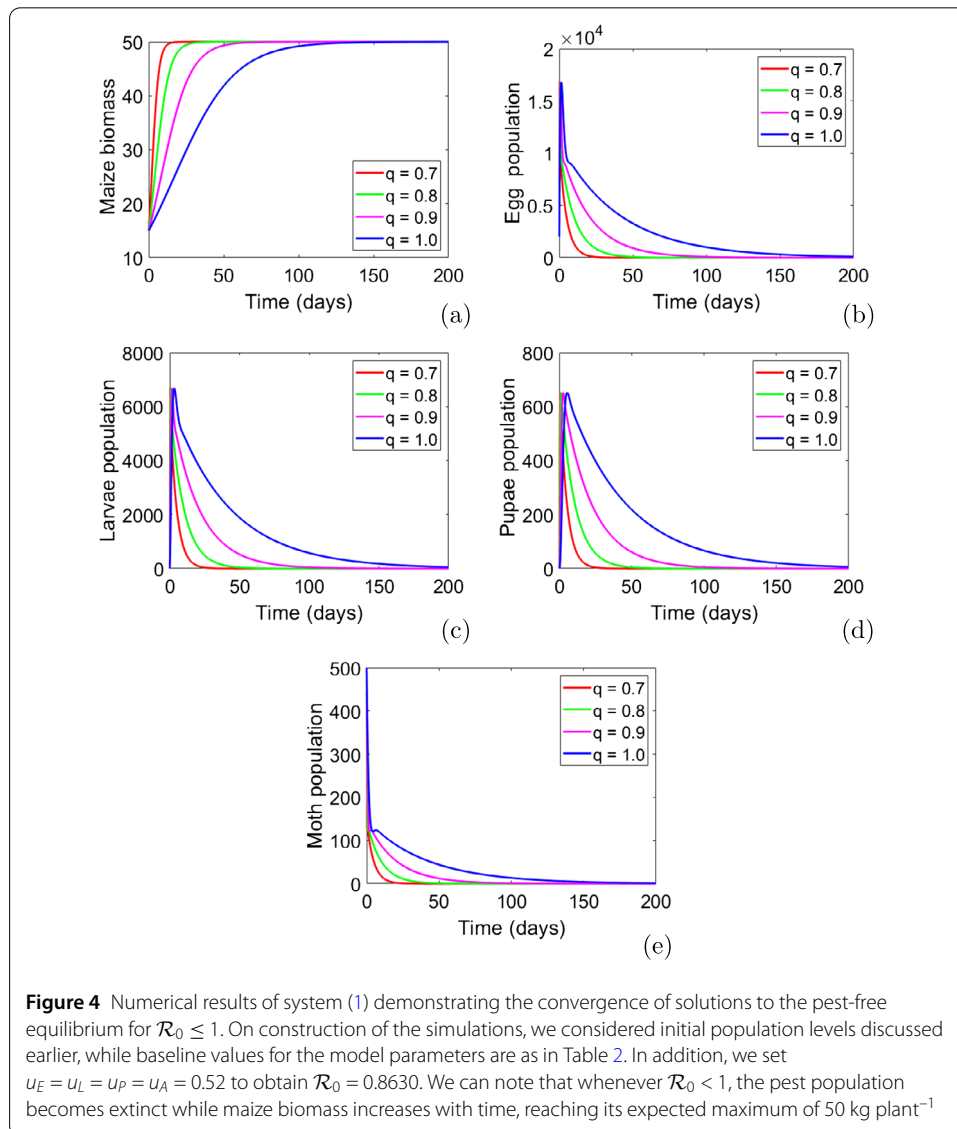 50
40
30
20
10
Maize biomass
q = 0.7
q = 0.8
q = 0.9
q = 1.0
0 50 100 150 200
Time (days)
(a)
×10⁴
2
1.5
1
0.5
0
Egg population
q = 0.7
q = 0.8
q = 0.9
q = 1.0
0 50 100 150 200
Time (days)
(b)
8000
6000
4000
2000
0
Larvae population
q = 0.7
q = 0.8
q = 0.9
q = 1.0
0 50 100 150 200
Time (days)
(c)
800
600
400
200
0
Pupae population
q = 0.7
q = 0.8
q = 0.9
q = 1.0
0 50 100 150 200
Time (days)
(d)
500
400
300
200
100
0
Moth population
q = 0.7
q = 0.8
q = 0.9
q = 1.0
0 50 100 150 200
Time (days)
(e)
Figure 4 Numerical results of system (1) demonstrating the convergence of solutions to the pest-free
equilibrium for R₀ ≤ 1. On construction of the simulations, we considered initial population levels discussed
earlier, while baseline values for the model parameters are as in Table 2. In addition, we set
u_E = u_L = u_P = u_A = 0.52 to obtain R₀ = 0.8630. We can note that whenever R₀ < 1, the pest population
becomes extinct while maize biomass increases with time, reaching its expected maximum of 50 kg plant⁻¹